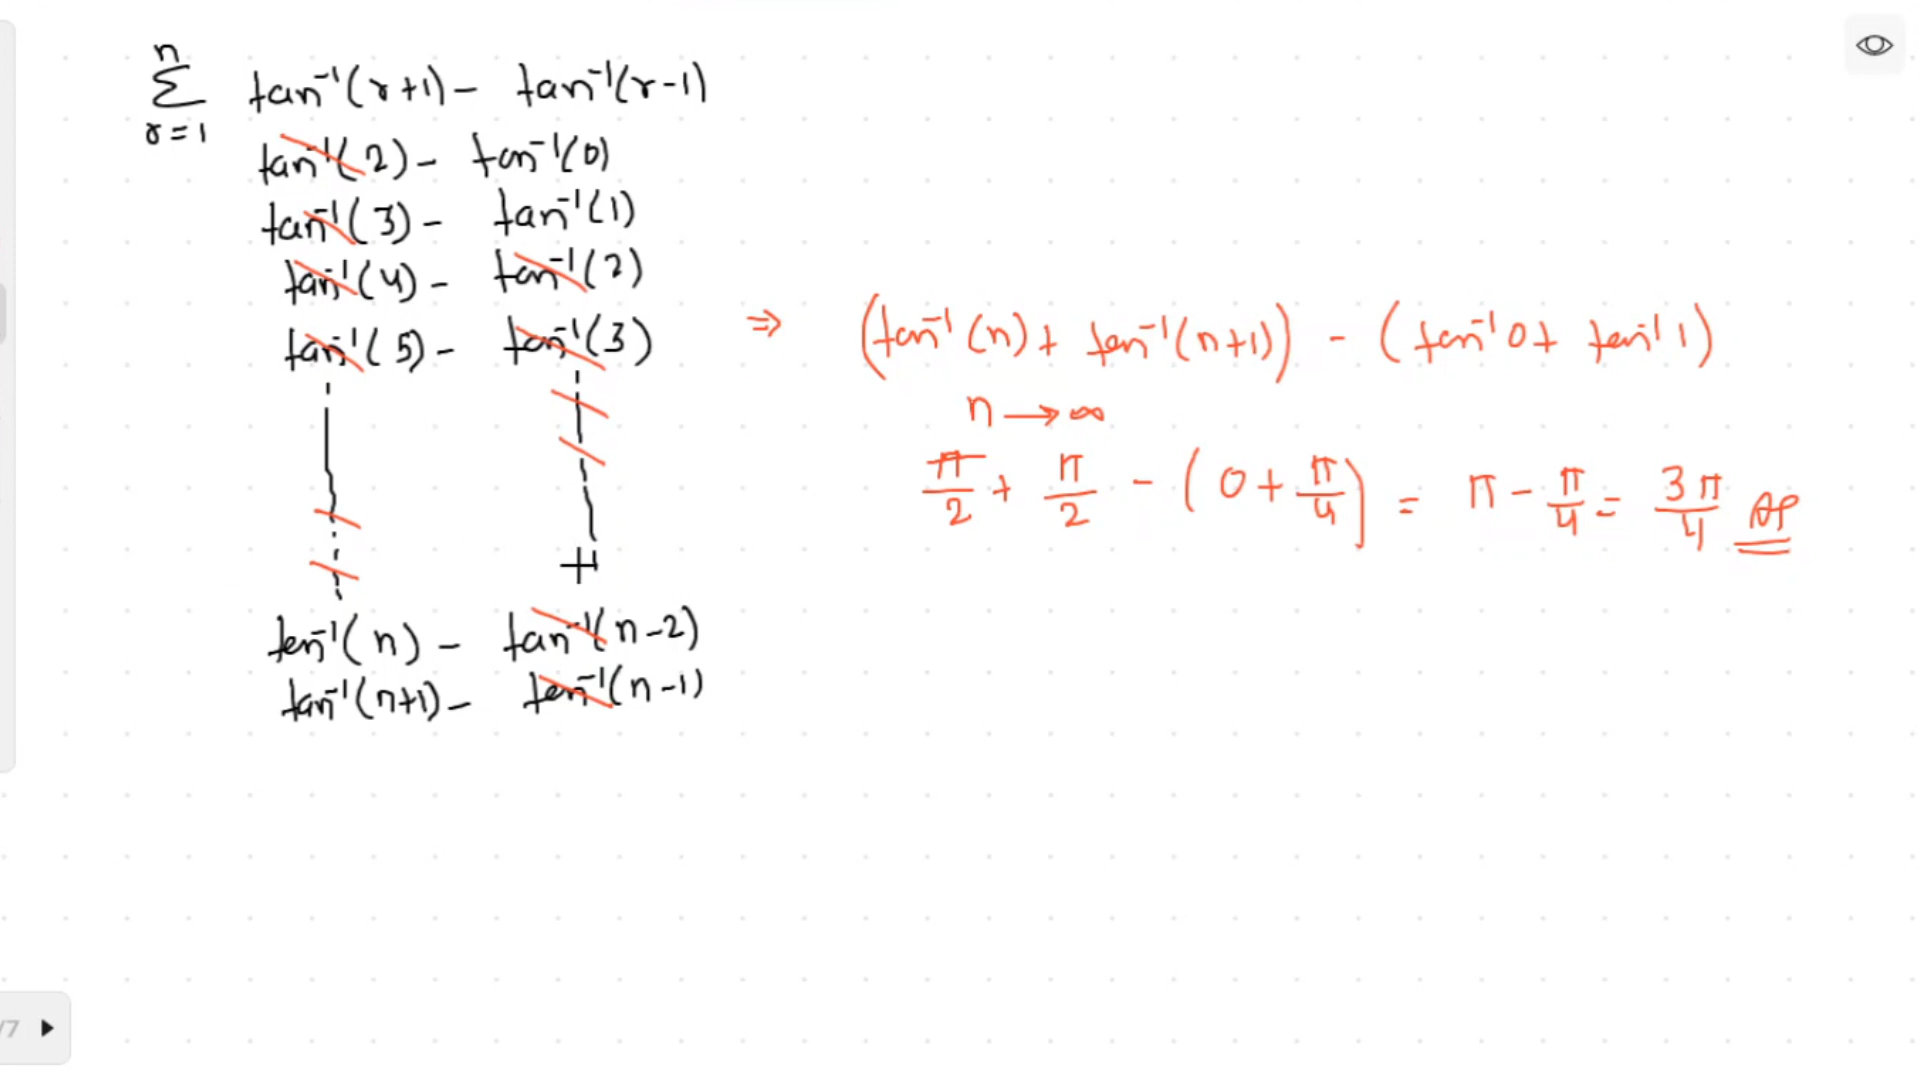 n
Σ tan⁻¹(r+1) - tan⁻¹(r-1)
r=1
tan⁻¹(2) - tan⁻¹(0)
tan⁻¹(3) - tan⁻¹(1)
tan⁻¹(4) - tan⁻¹(2)
tan⁻¹(5) - tan⁻¹(3)
tan⁻¹(n) - tan⁻¹(n-2)
tan⁻¹(n+1) - tan⁻¹(n-1)
⇒ (tan⁻¹(n) + tan⁻¹(n+1)) - (tan⁻¹0 + tan⁻¹1)
n → ∞
π/2 + π/2 - (0 + π/4) = π - π/4 = 3π/4
/7